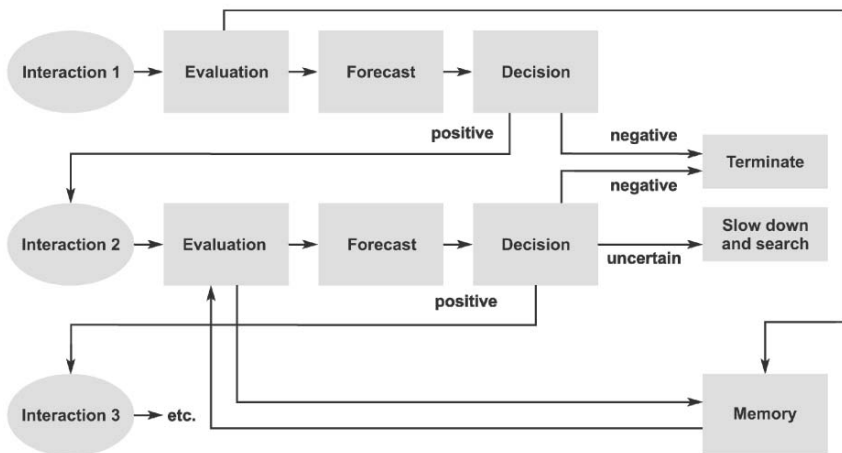 Interaction 1
Evaluation
Forecast
Decision
positive
negative
Terminate
negative
Interaction 2
Evaluation
Forecast
Decision
Slow down
and search
uncertain
positive
Interaction 3
etc.
Memory